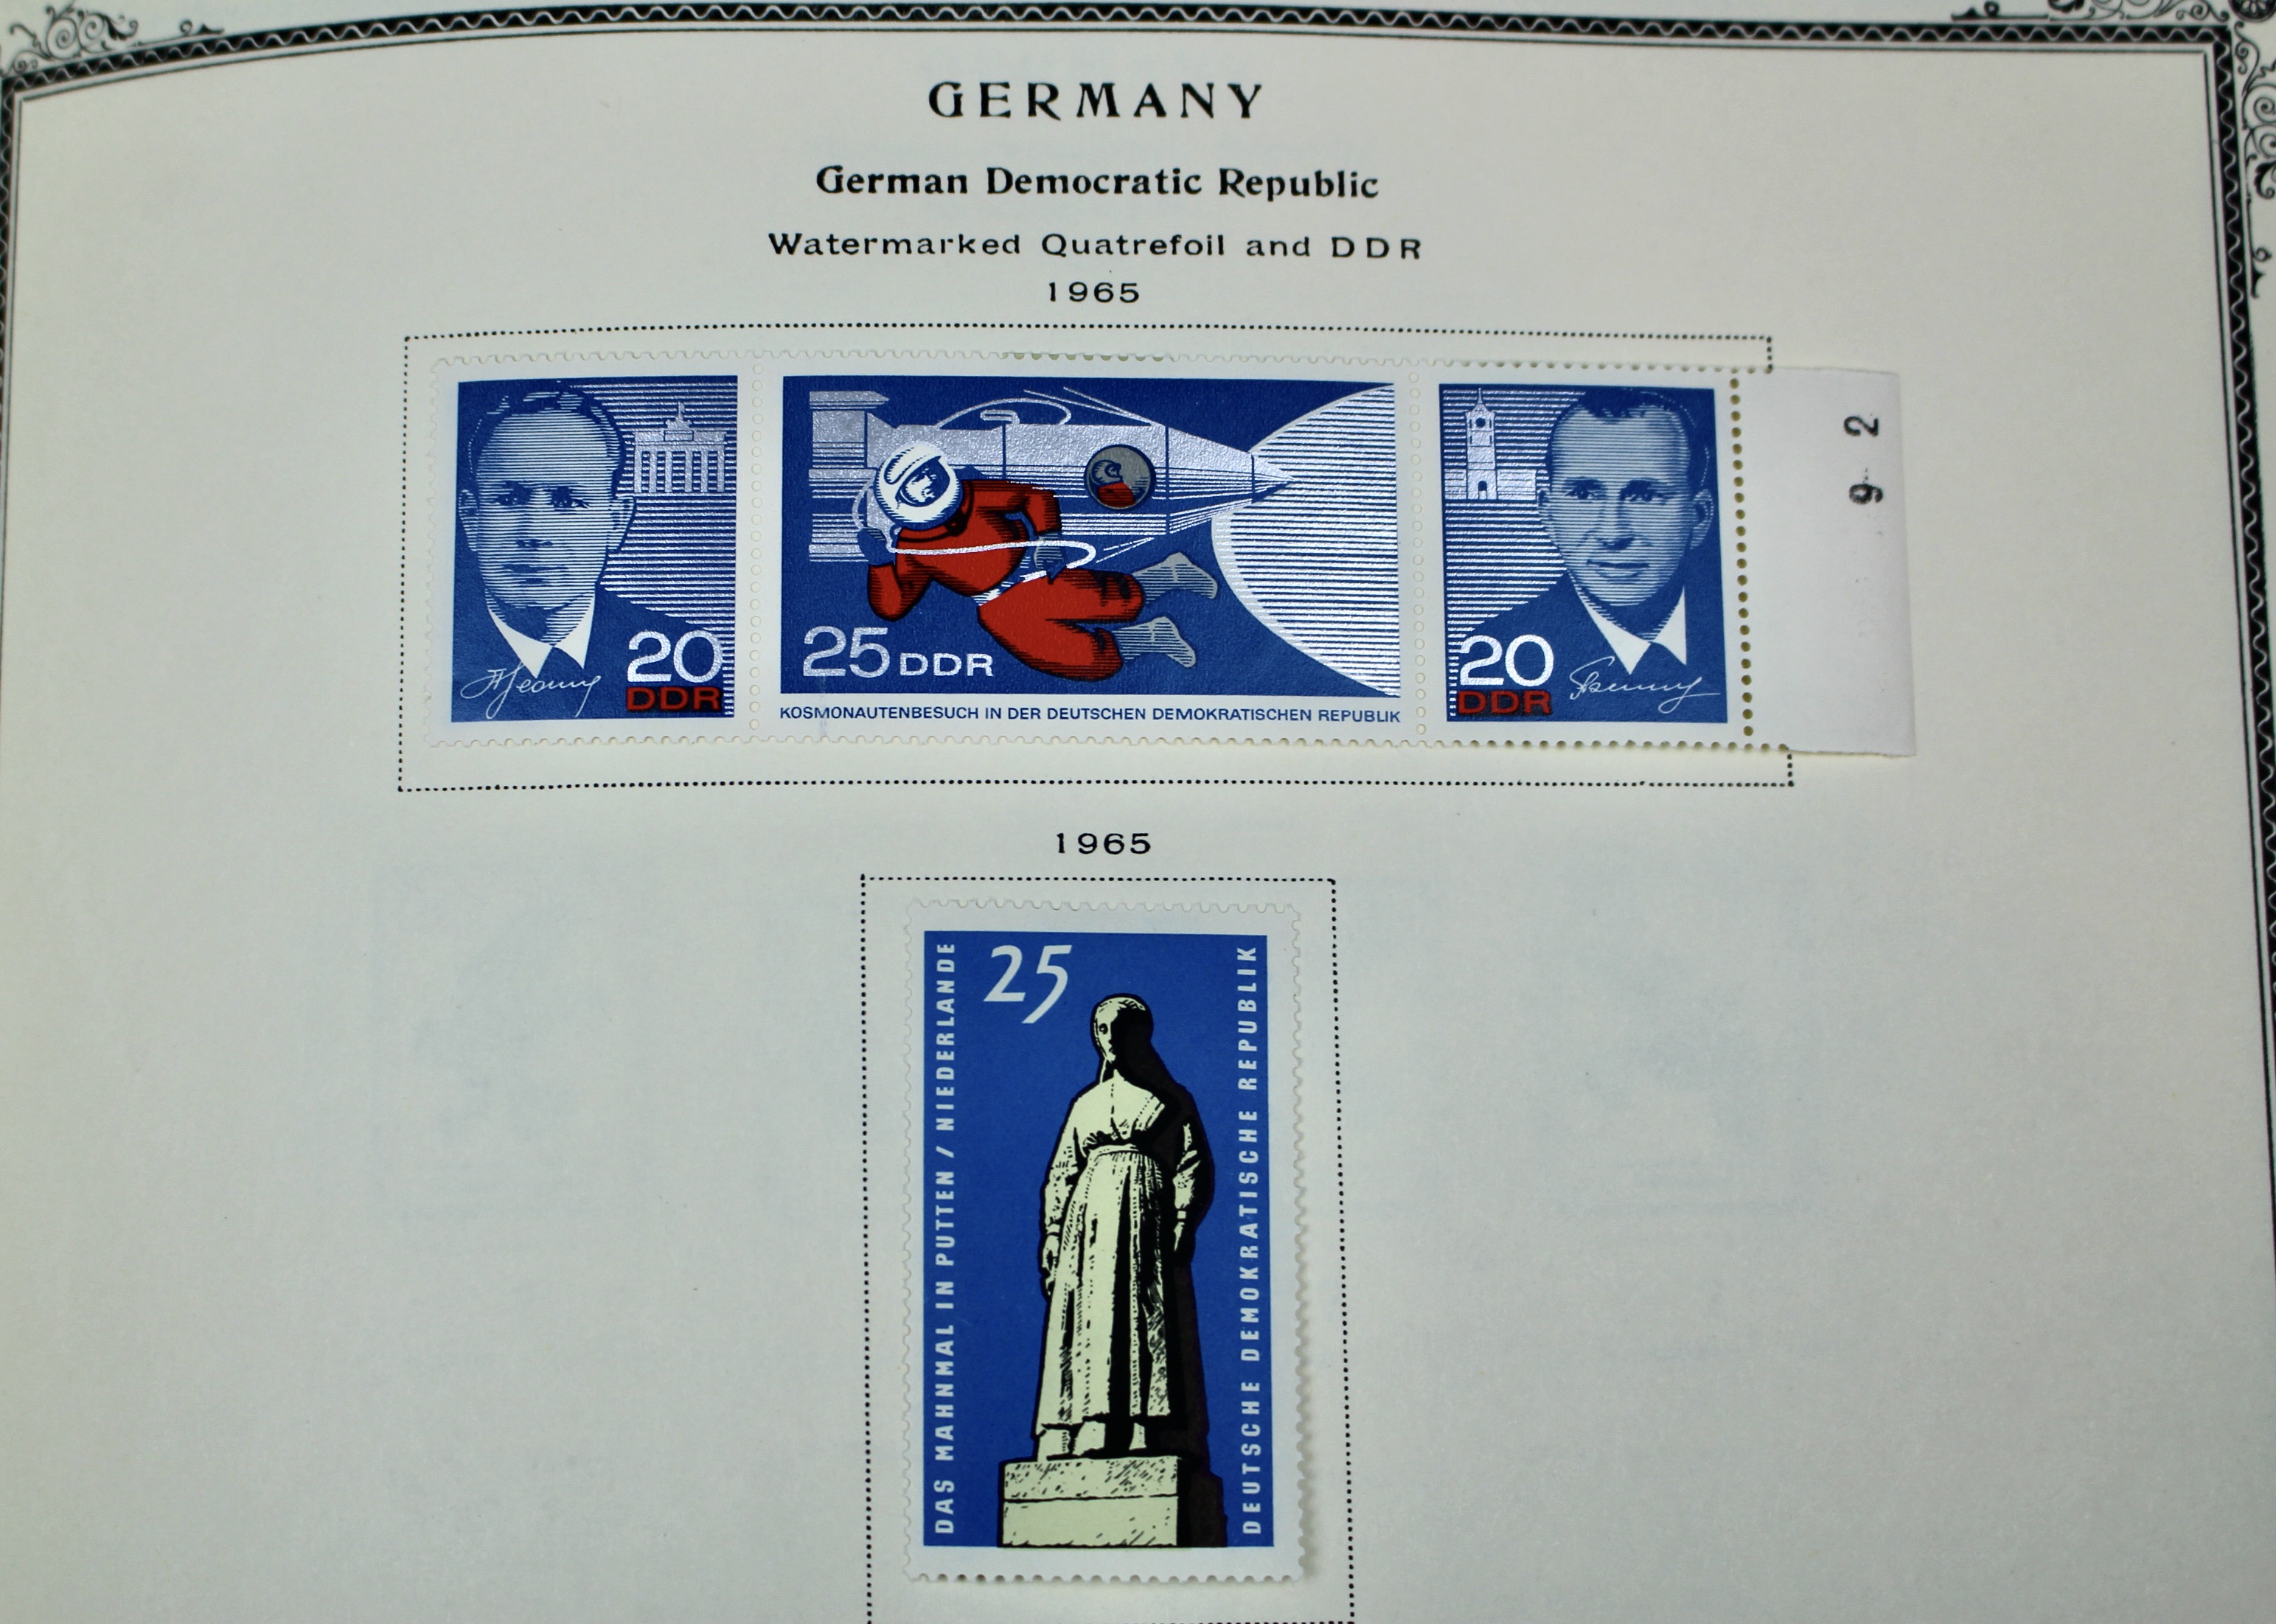 GERMANY
German Democratic Republic
Watermarked Quatrefoil and DDR
1965
20
DDR
25 DDR
KOSMONAUTENBESUCH IN DER DEUTSCHEN DEMOKRATISCHEN REPUBLIK
20
DDR
9 2
1965
25
DAS MAHNMAL IN PUTTEN / NIEDERLANDE
DEUTSCHE DEMOKRATISCHE REPUBLIK